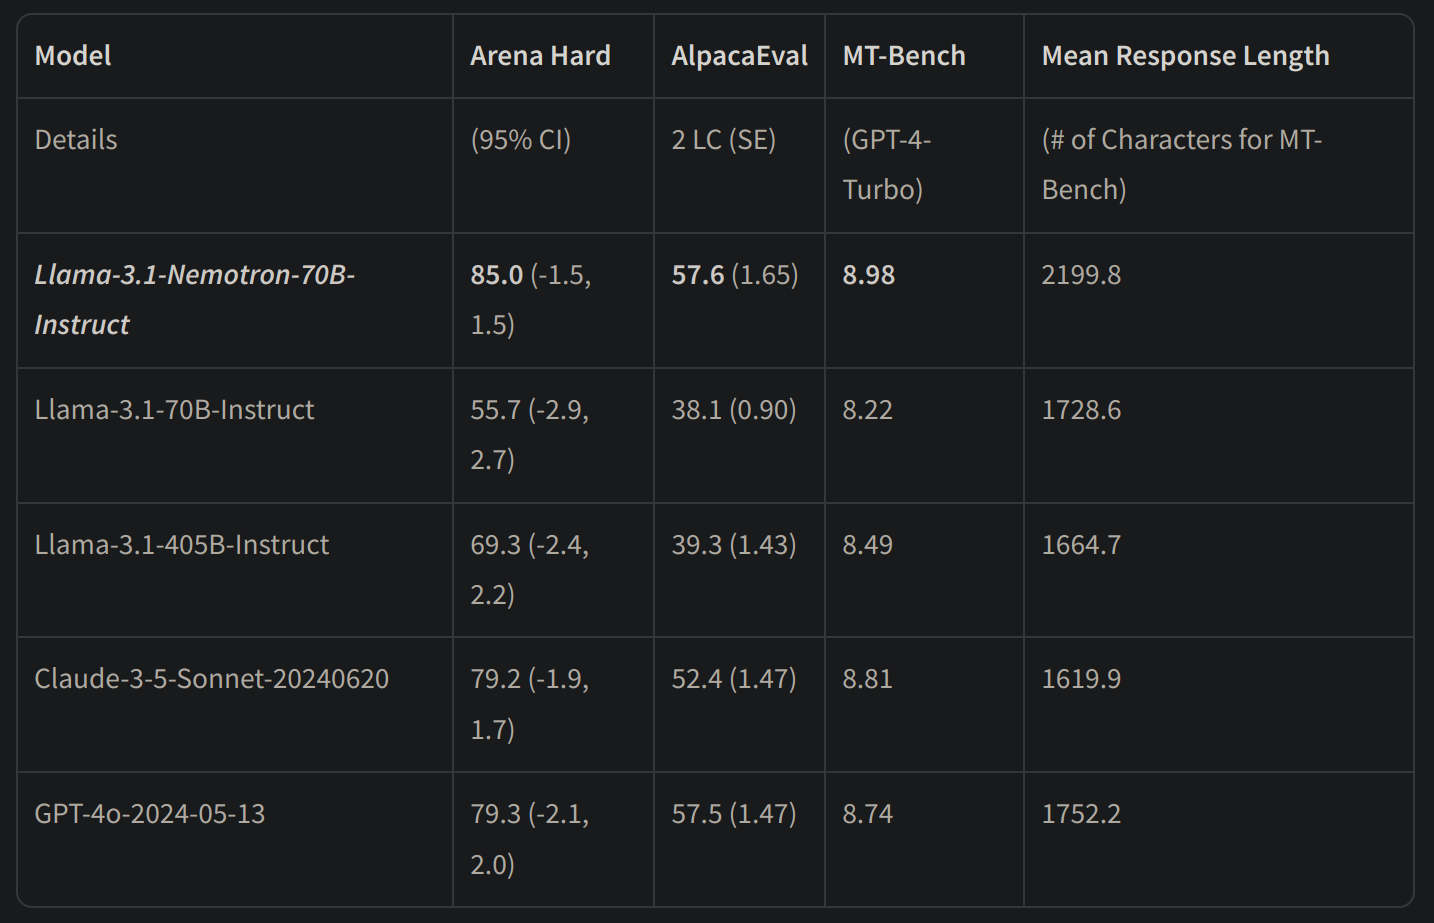 Model Arena Hard AlpacaEval MT-Bench Mean Response Length
Details (95% CI) 2 LC (SE) (GPT-4- (# of Characters for MT-
Turbo) Bench)
Llama-3.1-Nemotron-70B- 85.0 (-1.5, 57.6 (1.65) 8.98 2199.8
Instruct 1.5)
Llama-3.1-70B-Instruct 55.7 (-2.9, 38.1 (0.90) 8.22 1728.6
2.7)
Llama-3.1-405B-Instruct 69.3 (-2.4, 39.3 (1.43) 8.49 1664.7
2.2)
Claude-3-5-Sonnet-20240620 79.2 (-1.9, 52.4 (1.47) 8.81 1619.9
1.7)
GPT-4o-2024-05-13 79.3 (-2.1, 57.5 (1.47) 8.74 1752.2
2.0)